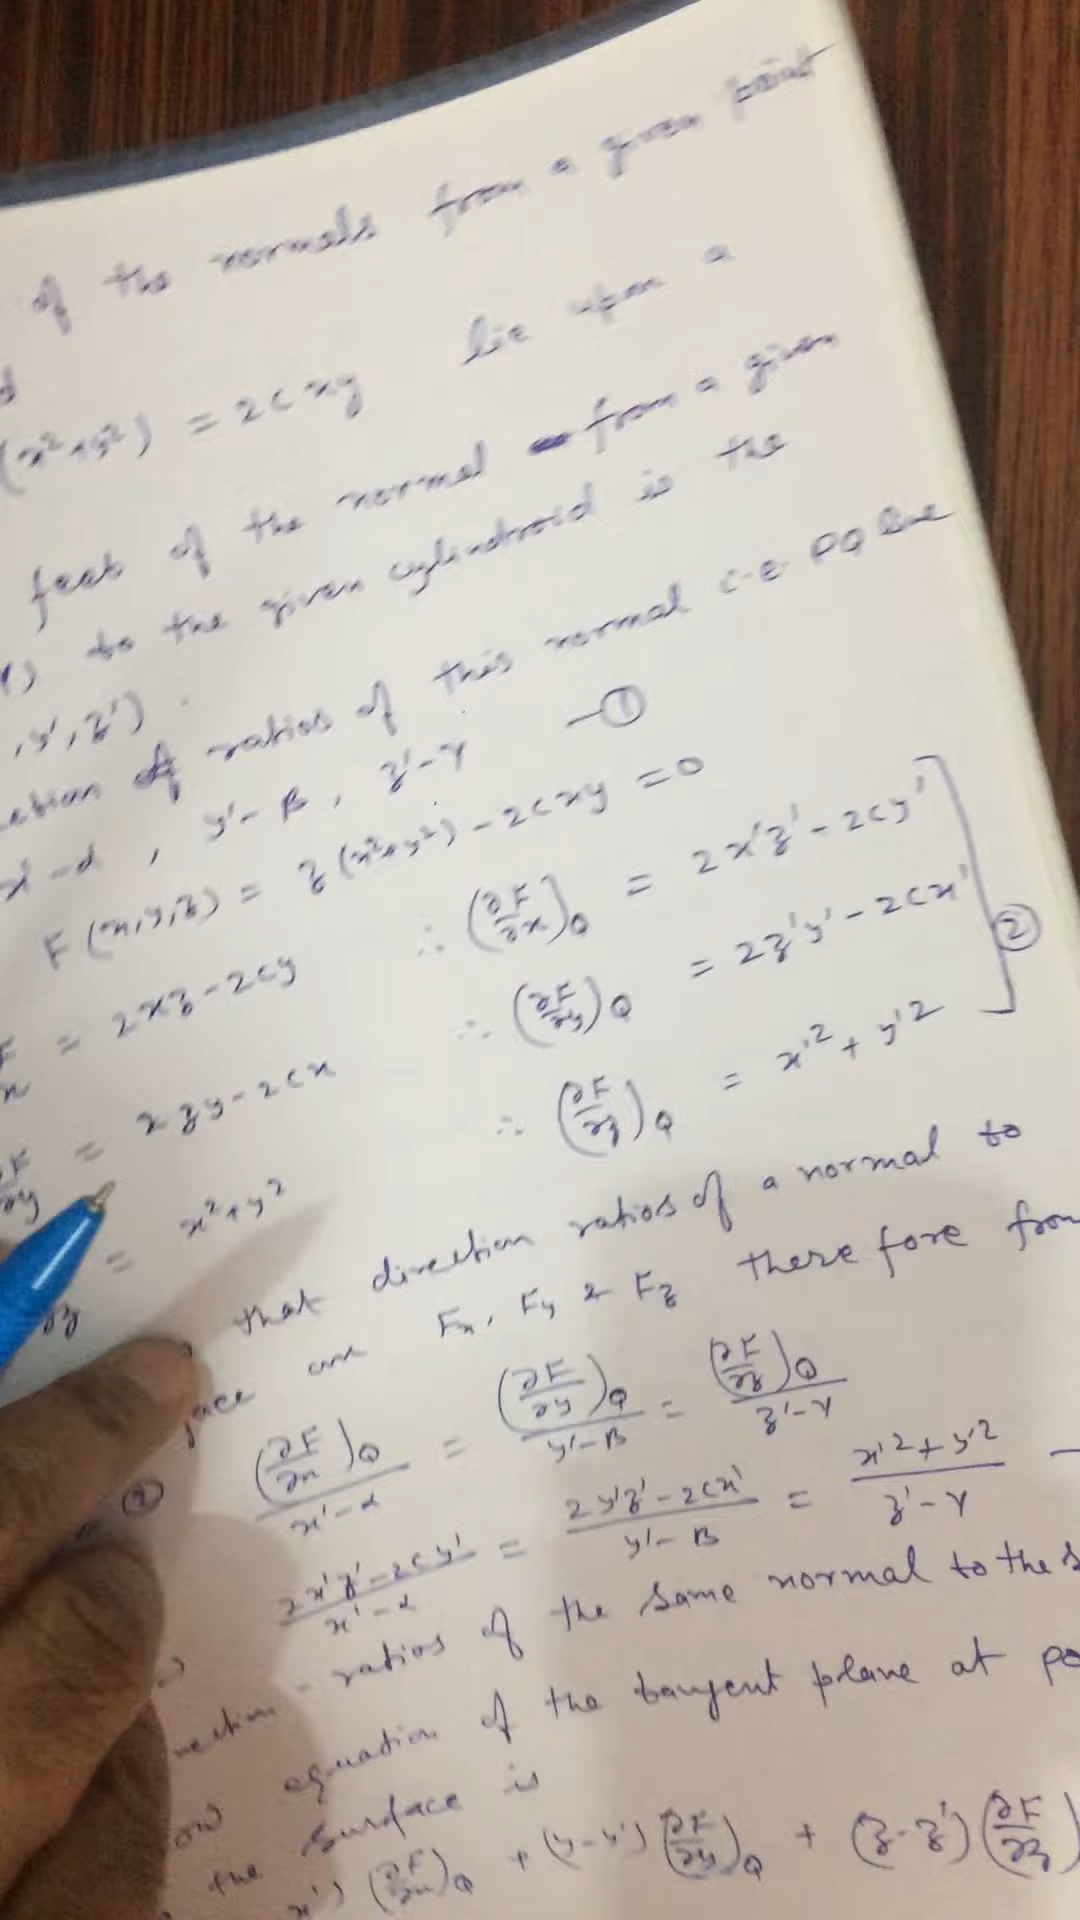 of the normals from a given point
(x²+y²) = 2cxy lie upon a
feet of the normal from a given
to the given cylindroid is the
, y', z').
ratios of this normal i.e. PQ line
x'-α, y'-β, z'-γ —①
F(x,y,z) = z(x²+y²) - 2cxy = 0
= 2xz-2cy ∴ (∂F/∂x)Q = 2x'z' - 2cy'
∂F/∂y = 2zy-2cx ∴ (∂F/∂y)Q = 2z'y' - 2cx' ②
= x²+y² ∴ (∂F/∂z)Q = x'²+y'²
that direction ratios of a normal to
are Fx, Fy & Fz therefore from
② (∂F/∂x)Q/(x'-α) = (∂F/∂y)Q/(y'-β) = (∂F/∂z)Q/(z'-γ)
(2x'z'-2cy')/(x'-α) = (2y'z'-2cx')/(y'-β) = (x'²+y'²)/(z'-γ) —
-ratios of the same normal to the s
equation of the tangent plane at po
the surface is
x') (∂F/∂x)Q + (y-y') (∂F/∂y)Q + (z-z') (∂F/∂z)